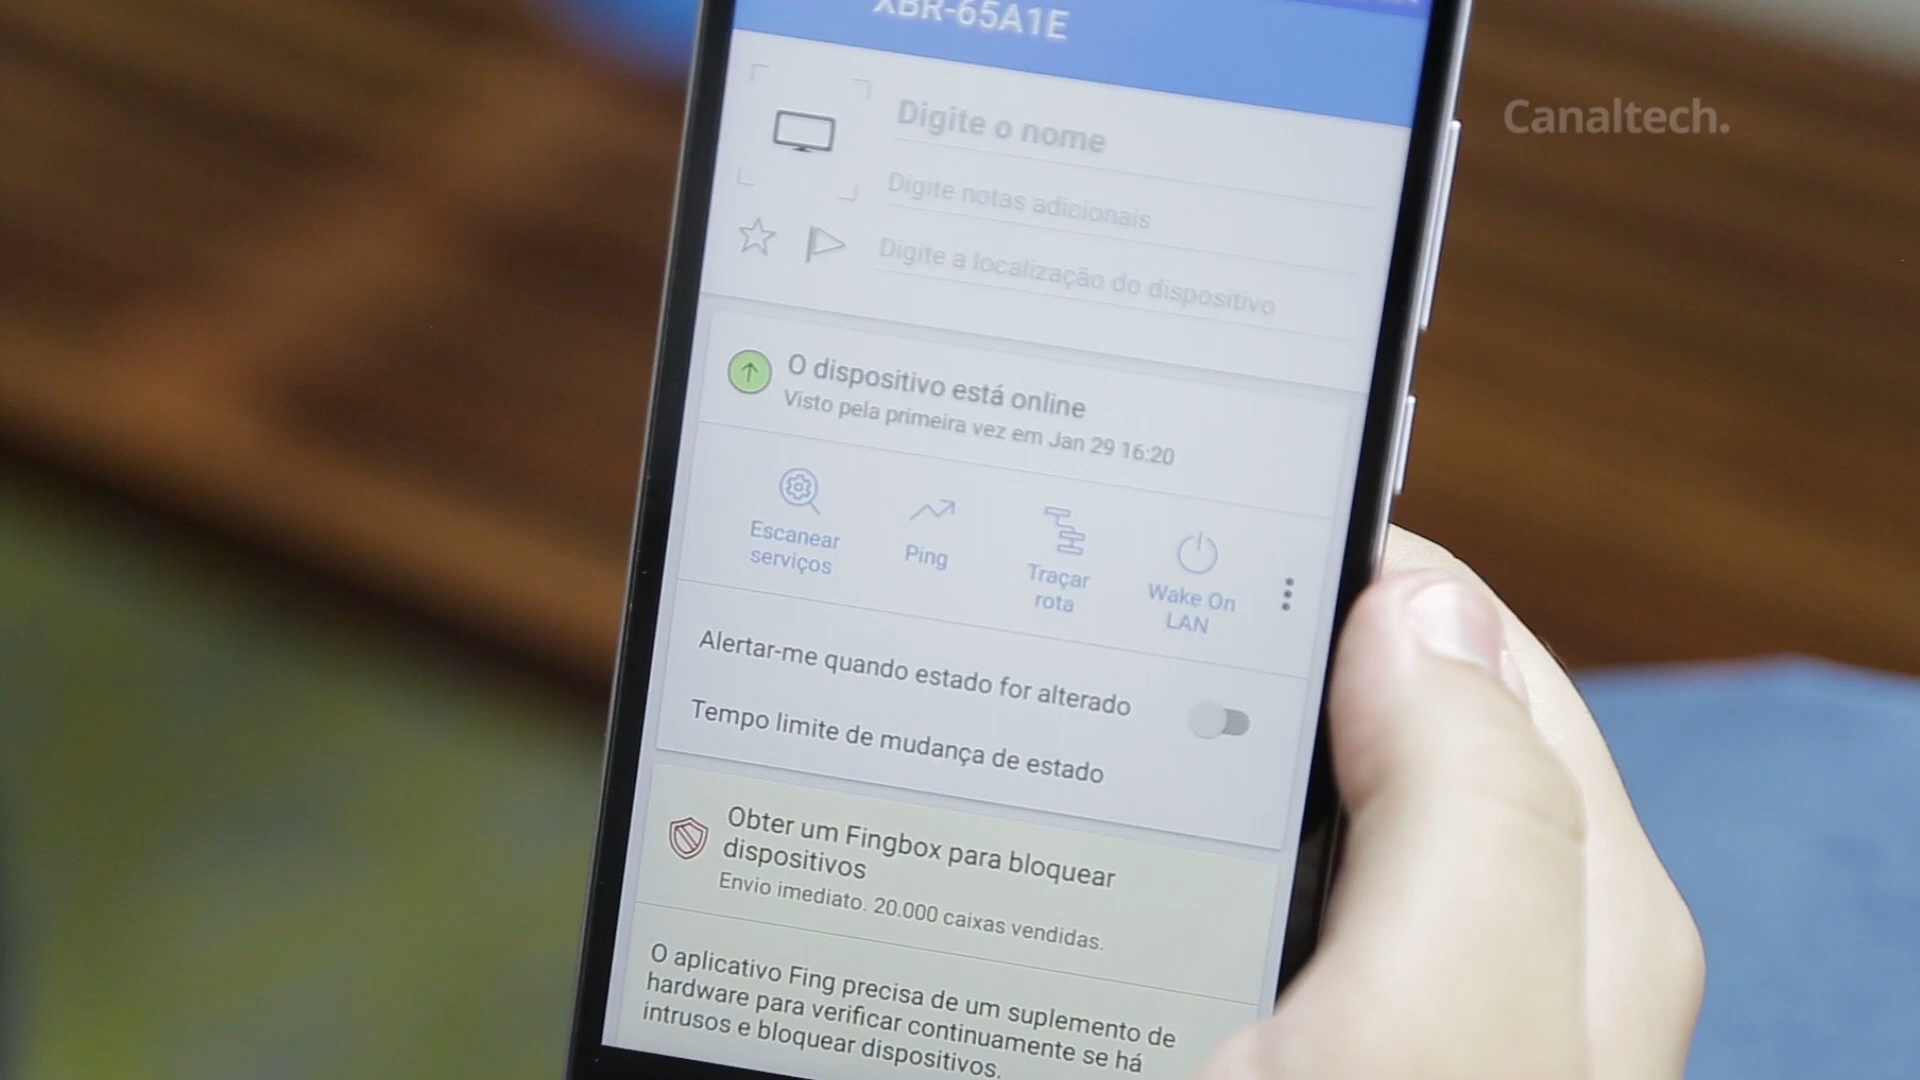 XBR-65A1E
Canaltech.
Digite o nome
Digite notas adicionais
Digite a localização do dispositivo
O dispositivo está online
Visto pela primeira vez em Jan 29 16:20
Escanear
serviços
Ping
Traçar
rota
Wake On
LAN
Alertar-me quando estado for alterado
Tempo limite de mudança de estado
Obter um Fingbox para bloquear
dispositivos
Envio imediato. 20.000 caixas vendidas.
O aplicativo Fing precisa de um suplemento de
hardware para verificar continuamente se há
intrusos e bloquear dispositivos.